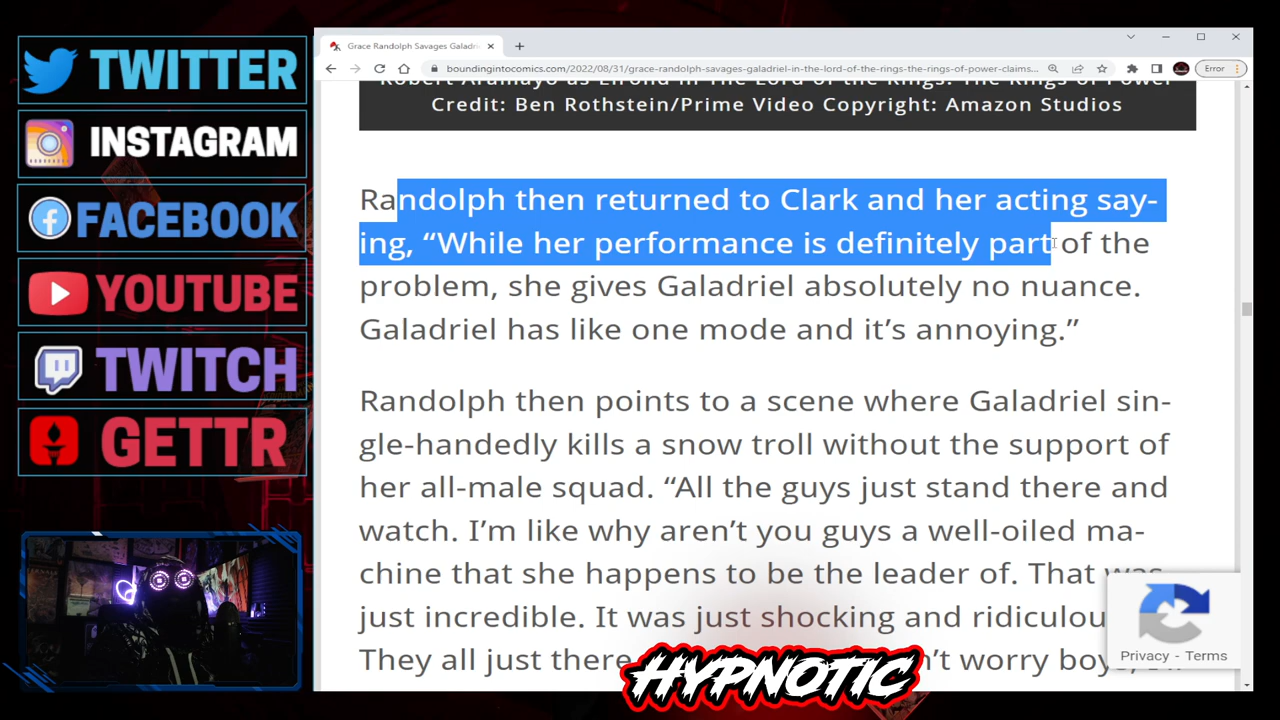 TWITTER
INSTAGRAM
FACEBOOK
YOUTUBE
TWITCH
GETTR
Grace Randolph Savages Galadri
boundingintocomics.com/2022/08/31/grace-randolph-savages-galadriel-in-the-lord-of-the-rings-the-rings-of-power-claims...
Error
Credit: Ben Rothstein/Prime Video Copyright: Amazon Studios
Randolph then returned to Clark and her acting say-
ing, “While her performance is definitely part of the
problem, she gives Galadriel absolutely no nuance.
Galadriel has like one mode and it’s annoying.”
Randolph then points to a scene where Galadriel sin-
gle-handedly kills a snow troll without the support of
her all-male squad. “All the guys just stand there and
watch. I’m like why aren’t you guys a well-oiled ma-
chine that she happens to be the leader of. That was
just incredible. It was just shocking and ridiculou
They all just there
worry boys,
Privacy - Terms
HYPNOTIC